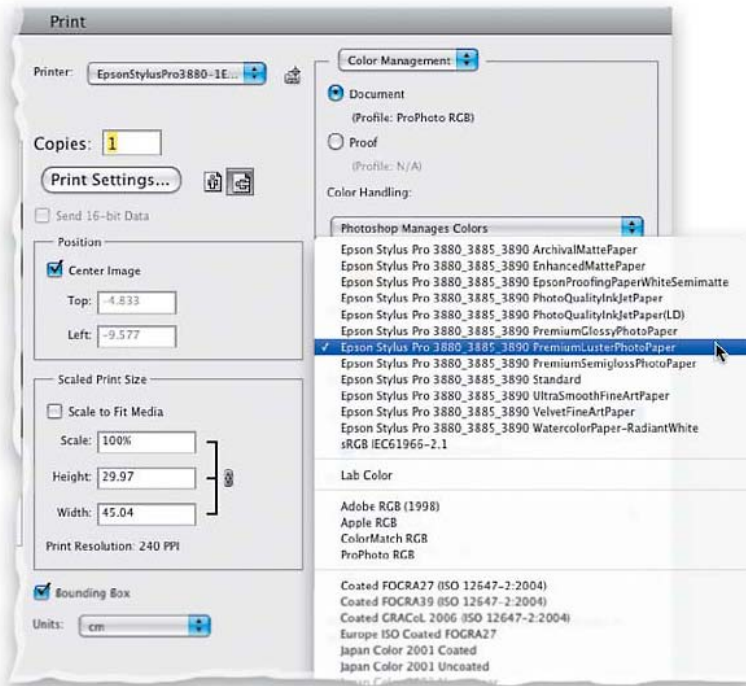 Print
Printer: EpsonStylusPro3880-1E...
Copies: 1
Print Settings...
Send 16-bit Data
Position
Center Image
Top: -4.833
Left: -9.577
Scaled Print Size
Scale to Fit Media
Scale: 100%
Height: 29.97
Width: 45.04
Print Resolution: 240 PPI
Bounding Box
Units: cm
Color Management
Document
(Profile: ProPhoto RGB)
Proof
(Profile: N/A)
Color Handling:
Photoshop Manages Colors
Epson Stylus Pro 3880_3885_3890 ArchivalMattePaper
Epson Stylus Pro 3880_3885_3890 EnhancedMattePaper
Epson Stylus Pro 3880_3885_3890 EpsonProofingPaperWhiteSemimatte
Epson Stylus Pro 3880_3885_3890 PhotoQualityInkJetPaper
Epson Stylus Pro 3880_3885_3890 PhotoQualityInkJetPaper(LD)
Epson Stylus Pro 3880_3885_3890 PremiumGlossyPhotoPaper
✓ Epson Stylus Pro 3880_3885_3890 PremiumLusterPhotoPaper
Epson Stylus Pro 3880_3885_3890 PremiumSemiglossPhotoPaper
Epson Stylus Pro 3880_3885_3890 Standard
Epson Stylus Pro 3880_3885_3890 UltraSmoothFineArtPaper
Epson Stylus Pro 3880_3885_3890 VelvetFineArtPaper
Epson Stylus Pro 3880_3885_3890 WatercolorPaper-RadiantWhite
sRGB IEC61966-2.1
Lab Color
Adobe RGB (1998)
Apple RGB
ColorMatch RGB
ProPhoto RGB
Coated FOGRA27 (ISO 12647-2:2004)
Coated FOGRA39 (ISO 12647-2:2004)
Coated GRACoL 2006 (ISO 12647-2:2004)
Europe ISO Coated FOGRA27
Japan Color 2001 Coated
Japan Color 2001 Uncoated